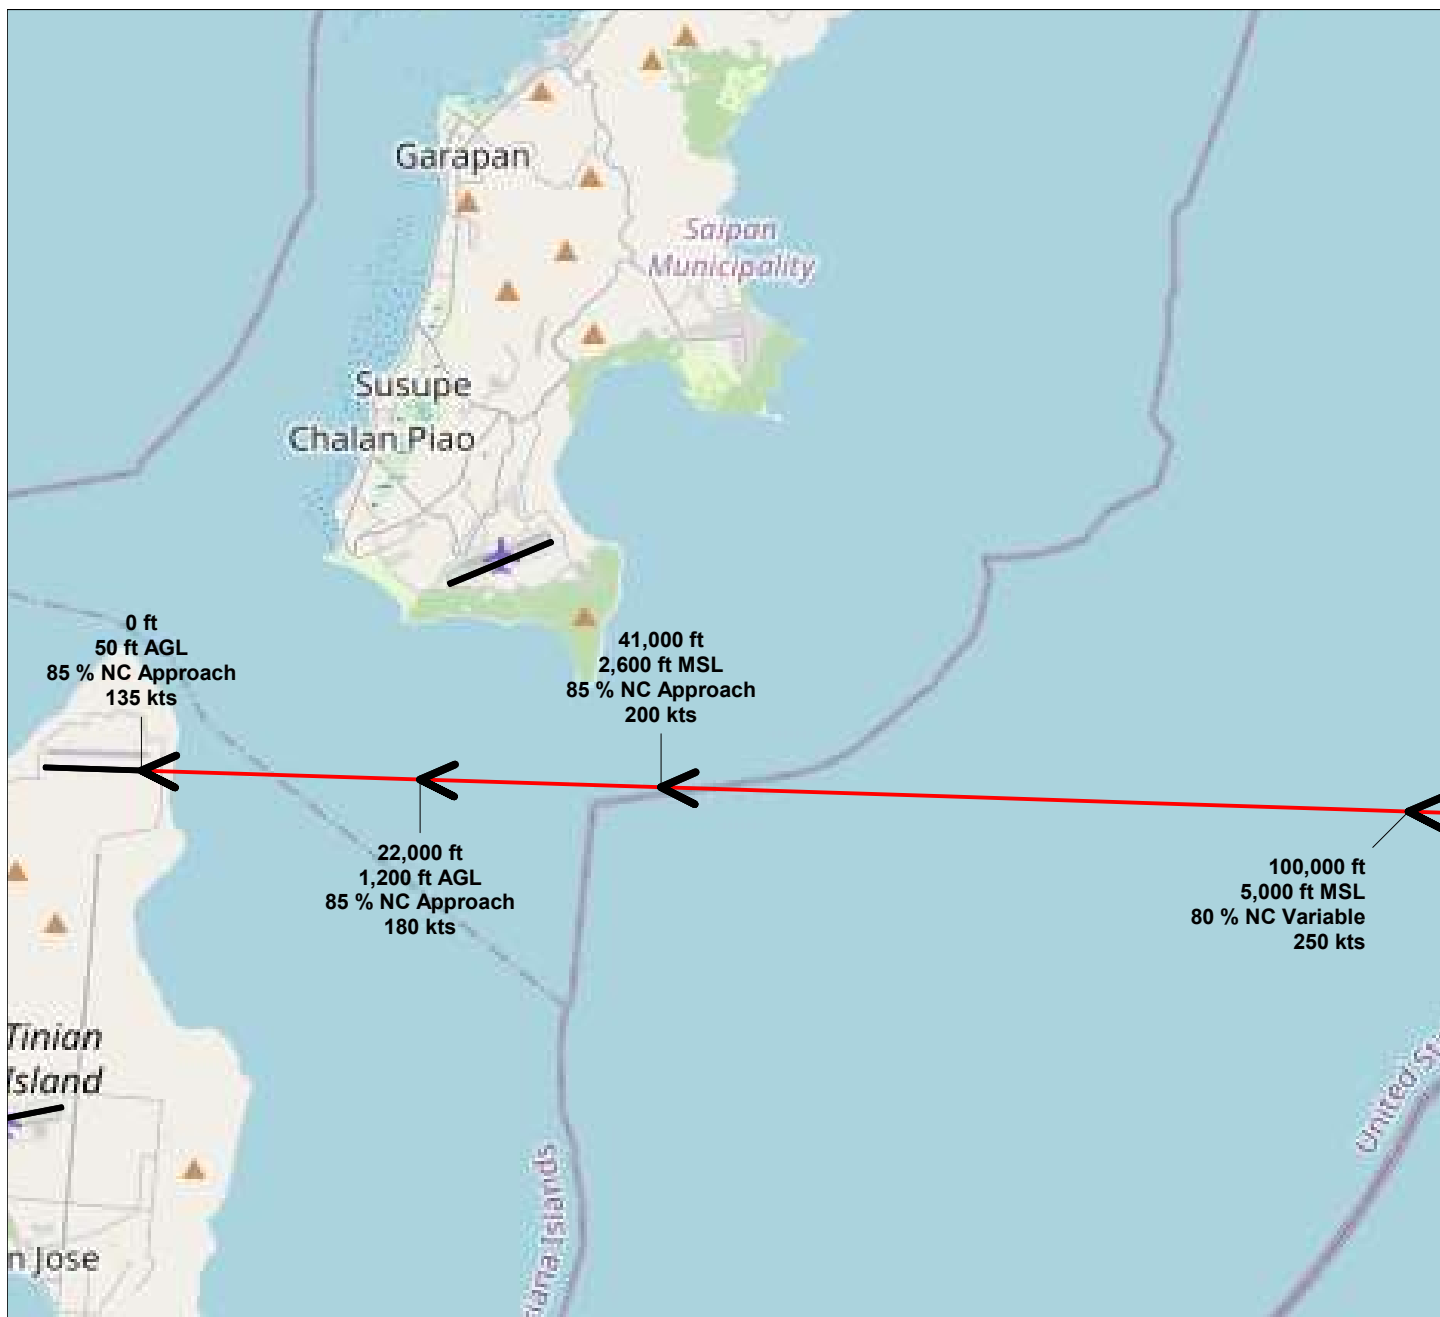 Garapan
Saipan
Municipality
Susupe
Chalan Piao
0 ft
50 ft AGL
85 % NC Approach
135 kts
41,000 ft
2,600 ft MSL
85 % NC Approach
200 kts
22,000 ft
1,200 ft AGL
85 % NC Approach
180 kts
100,000 ft
5,000 ft MSL
80 % NC Variable
250 kts
Tinian
Island
United St
iana Islands
n Jose